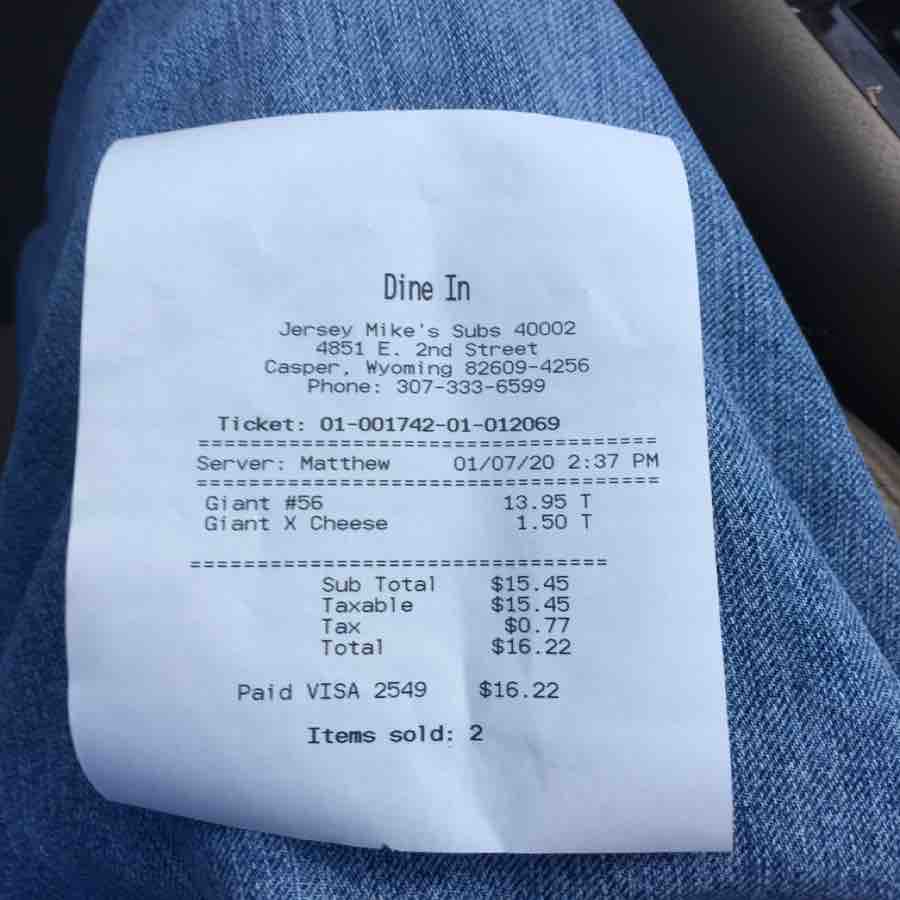 Dine In
Jersey Mike's Subs 40002
4851 E. 2nd Street
Casper, Wyoming 82609-4256
Phone: 307-333-6599
Ticket: 01-001742-01-012069
===================================
Server: Matthew 01/07/20 2:37 PM
===================================
Giant #56 13.95 T
Giant X Cheese 1.50 T
================================
Sub Total $15.45
Taxable $15.45
Tax $0.77
Total $16.22
Paid VISA 2549 $16.22
Items sold: 2